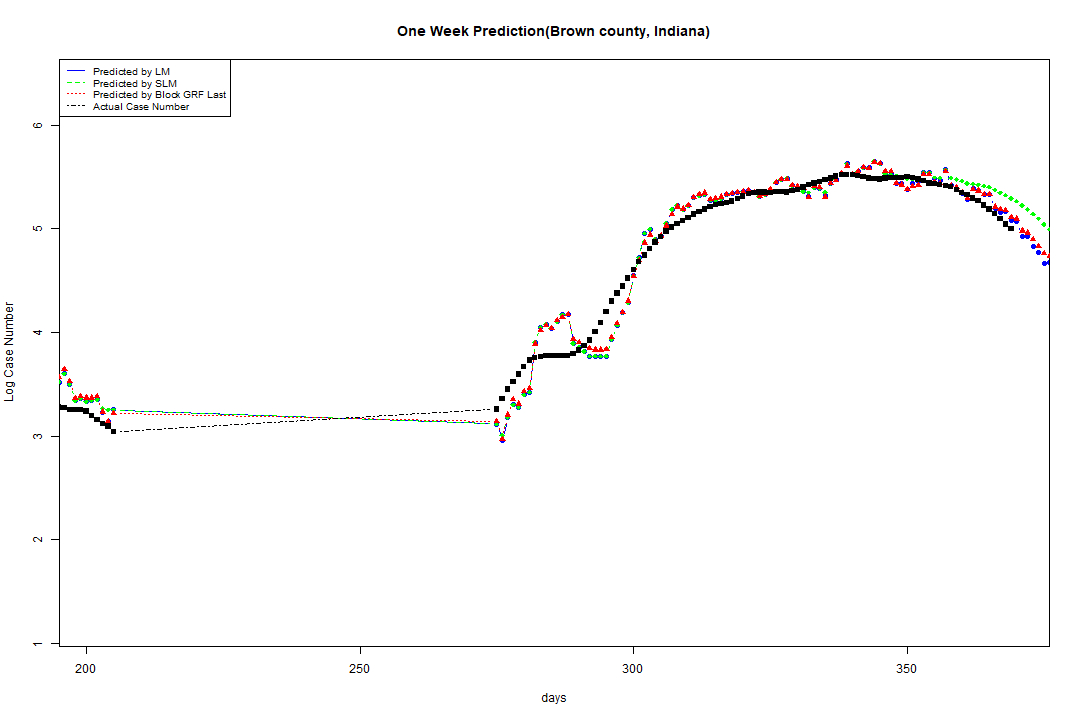 One Week Prediction(Brown county, Indiana)
Predicted by LM
Predicted by SLM
Predicted by Block GRF Last
Actual Case Number
6
5
4
3
2
1
Log Case Number
200 250 300 350
days